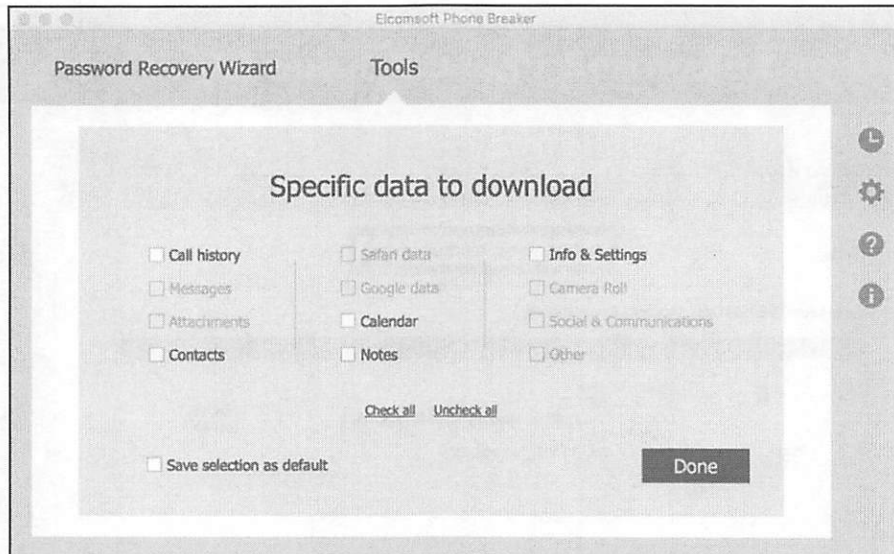 Elcomsoft Phone Breaker
Password Recovery Wizard Tools
Specific data to download
Call history Safari data Info & Settings
Messages Google data Camera Roll
Attachments Calendar Social & Communications
Contacts Notes Other
Check all Uncheck all
Save selection as default Done